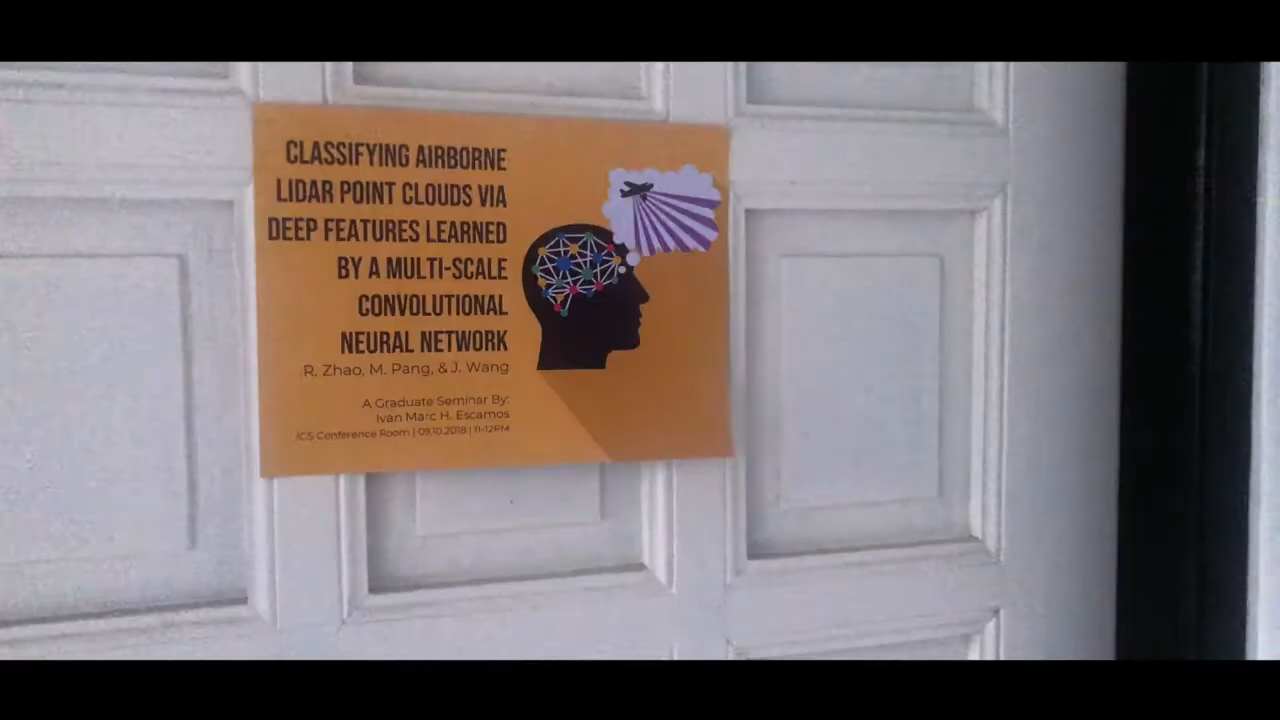 CLASSIFYING AIRBORNE
LIDAR POINT CLOUDS VIA
DEEP FEATURES LEARNED
BY A MULTI-SCALE
CONVOLUTIONAL
NEURAL NETWORK
R. Zhao, M. Pang, & J. Wang
A Graduate Seminar By:
Ivan Marc H. Escamos
ICS Conference Room | 09.10.2018 | 11-12PM